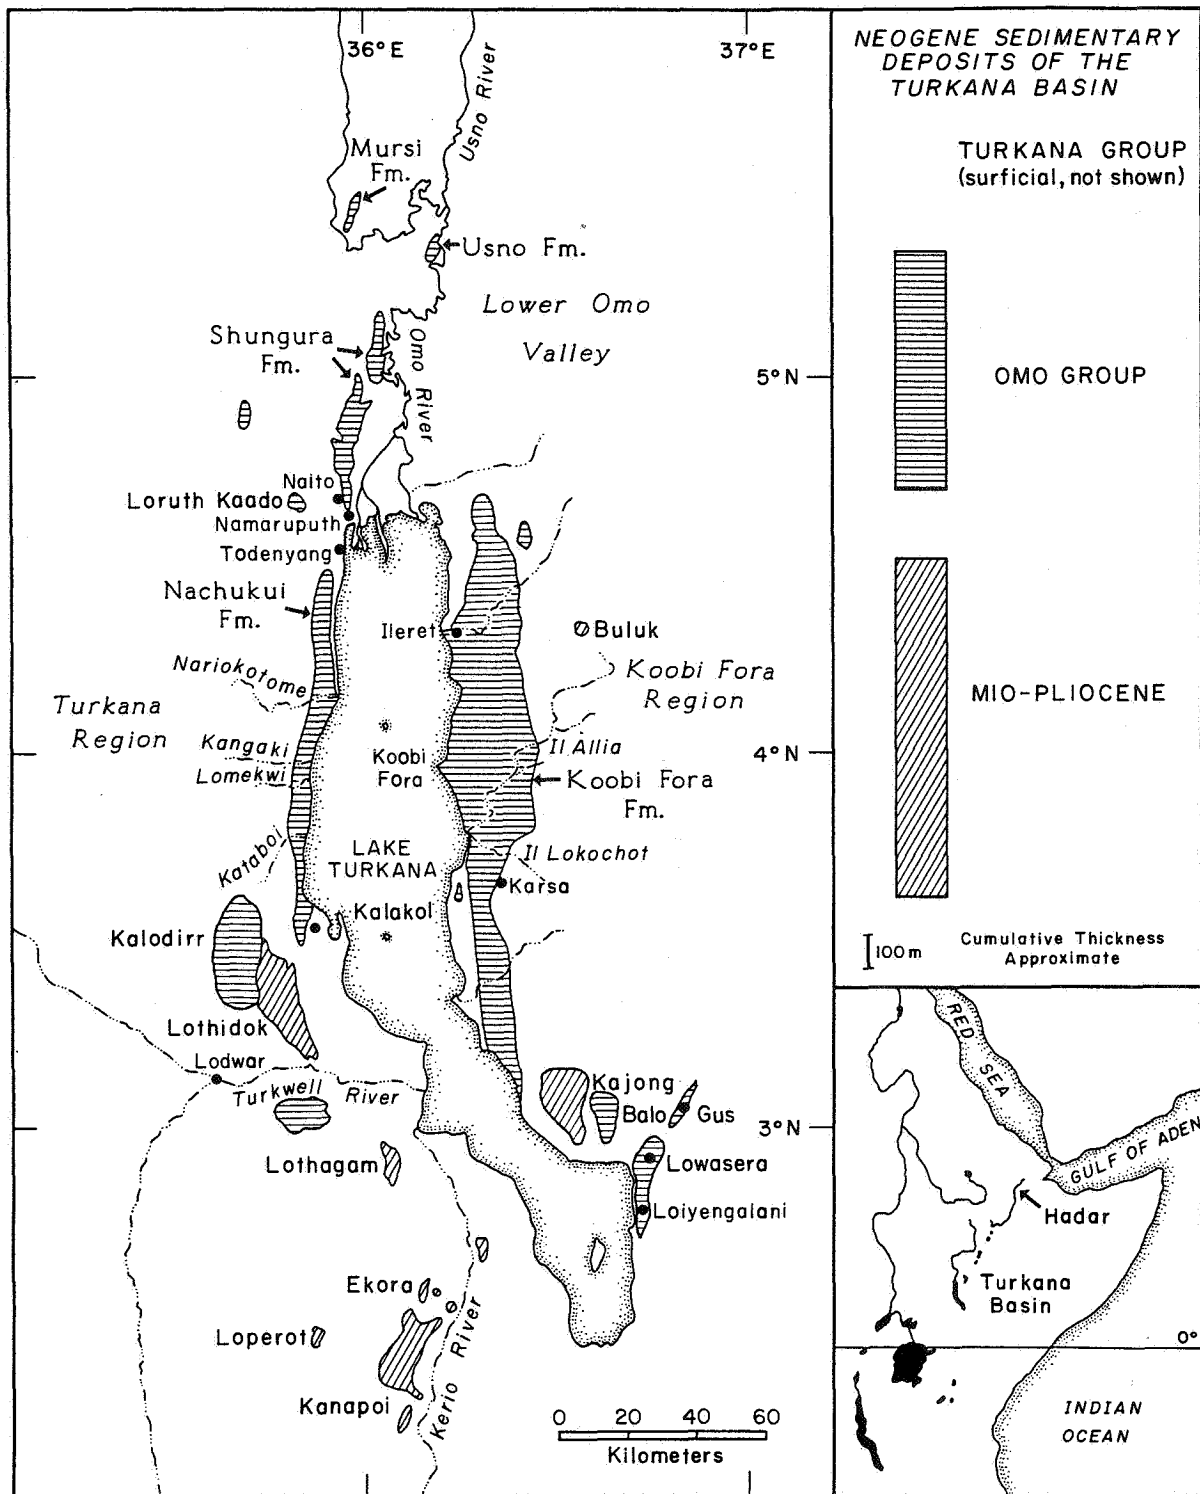 36°E
37°E
Usno River
Mursi
Fm.
Usno Fm.
Lower Omo
Valley
Shungura
Fm.
Omo River
5°N
Naito
Loruth Kaado
Namaruputh
Todenyang
Nachukui
Fm.
Ileret
Buluk
Nariokotome
Koobi Fora
Region
Turkana
Region
Kangaki
Il Allia
Koobi
Fora
4°N
Lomekwi
Koobi Fora
Fm.
Kataboi
LAKE
TURKANA
Il Lokochot
Karsa
Kalakol
Kalodirr
Lothidok
Lodwar
Turkwell River
Kajong
Balo
Gus
3°N
Lothagam
Lowasera
Loiyengalani
Ekora
Loperot
Kerio River
Kanapoi
0 20 40 60
Kilometers
NEOGENE SEDIMENTARY
DEPOSITS OF THE
TURKANA BASIN
TURKANA GROUP
(surficial, not shown)
OMO GROUP
MIO-PLIOCENE
100m
Cumulative Thickness
Approximate
RED
SEA
GULF OF ADEN
Hadar
Turkana
Basin
0°
INDIAN
OCEAN